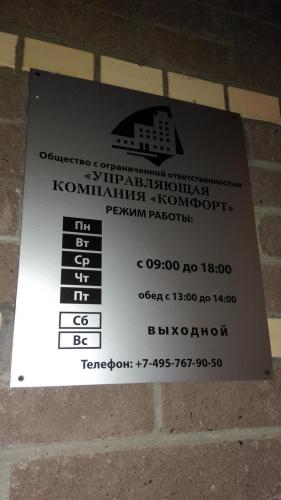 Общество с ограниченной ответственностью
«УПРАВЛЯЮЩАЯ
КОМПАНИЯ «КОМФОРТ»
РЕЖИМ РАБОТЫ:
Пн
Вт
Ср
Чт
Пт
с 09:00 до 18:00
обед с 13:00 до 14:00
Сб
Вс
выходной
Телефон: +7-495-767-90-50